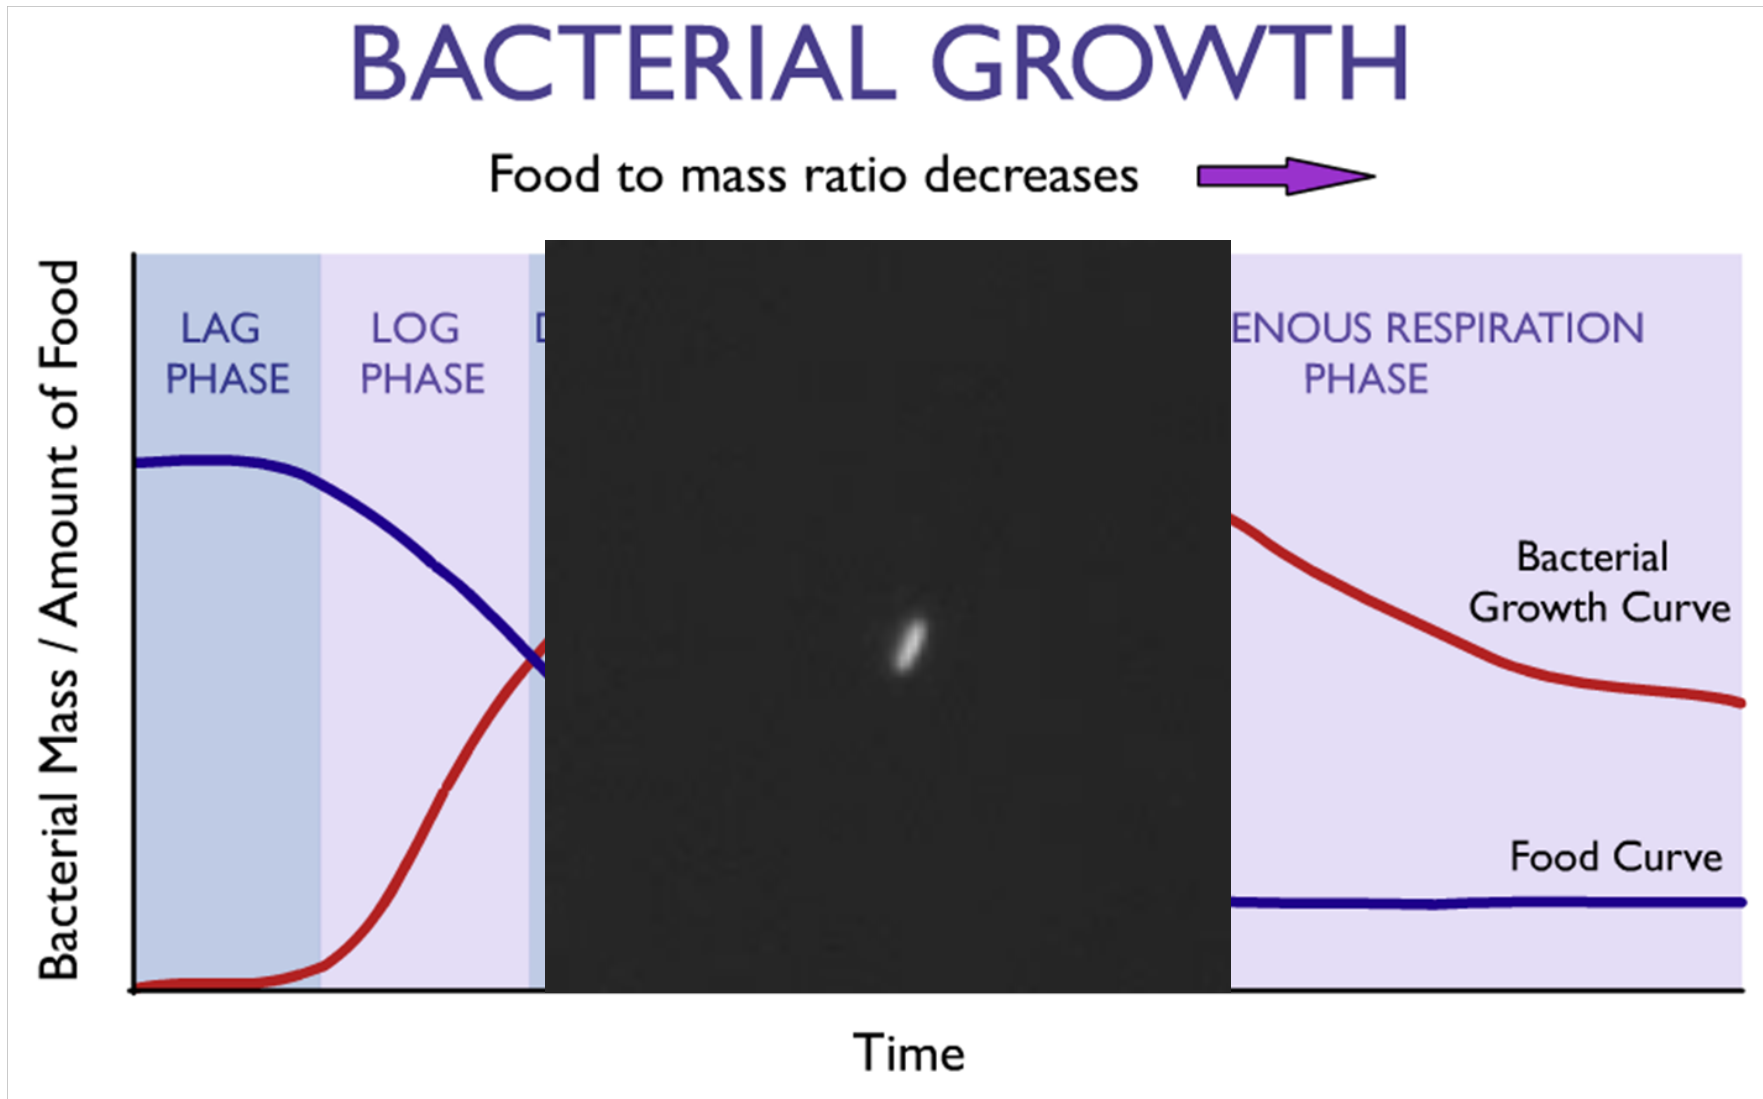 BACTERIAL GROWTH
Food to mass ratio decreases
Bacterial Mass / Amount of Food
LAG
PHASE
LOG
PHASE
D
ENOUS RESPIRATION
PHASE
Bacterial
Growth Curve
Food Curve
Time